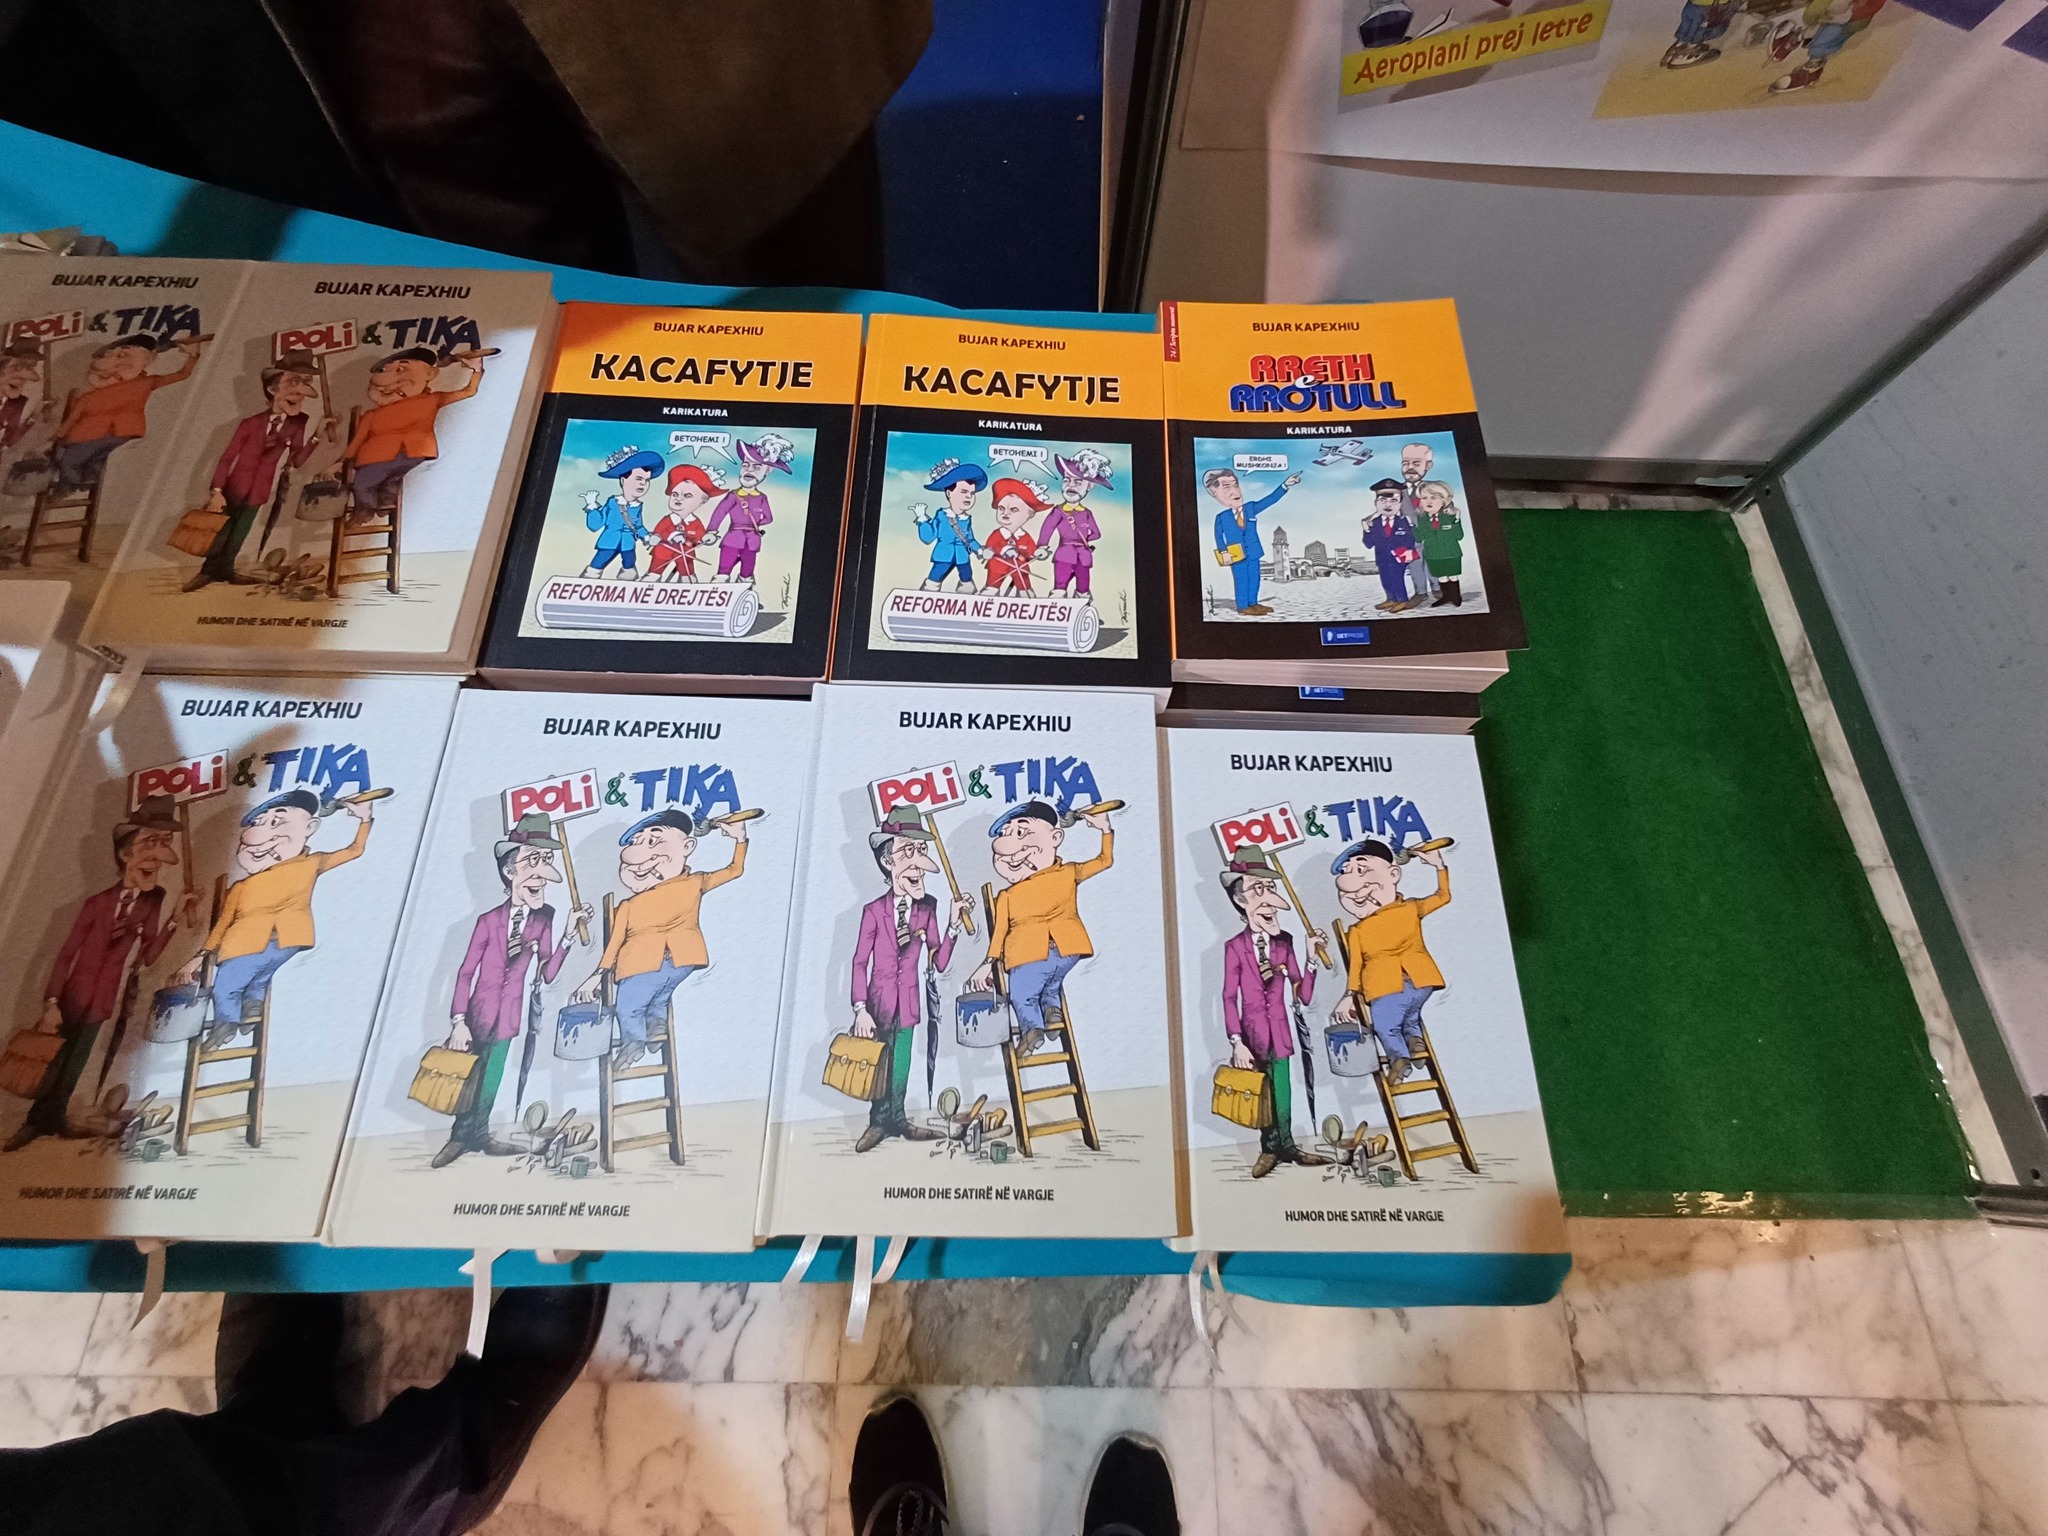 Aeroplani prej letre
BUJAR KAPEXHIU
POLi & TIKA
BUJAR KAPEXHIU
POLi & TIKA
HUMOR DHE SATIRË NË VARGJE
BUJAR KAPEXHIU
KACAFYTJE
KARIKATURA
BETOHEMI !
REFORMA NË DREJTËSI
BUJAR KAPEXHIU
KACAFYTJE
KARIKATURA
BETOHEMI !
REFORMA NË DREJTËSI
BUJAR KAPEXHIU
RRETH
e
RROTULL
KARIKATURA
ERDHI
MUSHKONJA !
UETPRESS
UETPRESS
BUJAR KAPEXHIU
POLi & TIKA
HUMOR DHE SATIRË NË VARGJE
BUJAR KAPEXHIU
POLi & TIKA
HUMOR DHE SATIRË NË VARGJE
BUJAR KAPEXHIU
POLi & TIKA
HUMOR DHE SATIRË NË VARGJE
BUJAR KAPEXHIU
POLi & TIKA
HUMOR DHE SATIRË NË VARGJE